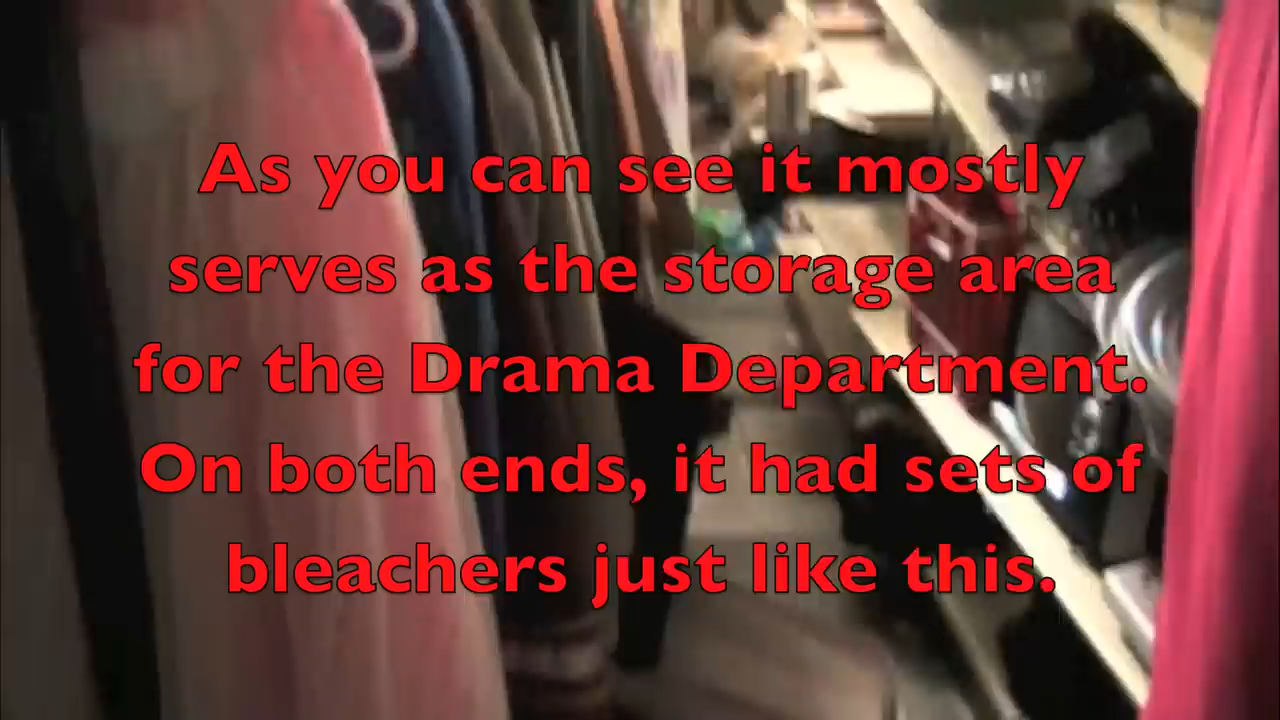 As you can see it mostly
serves as the storage area
for the Drama Department.
On both ends, it had sets of
bleachers just like this.